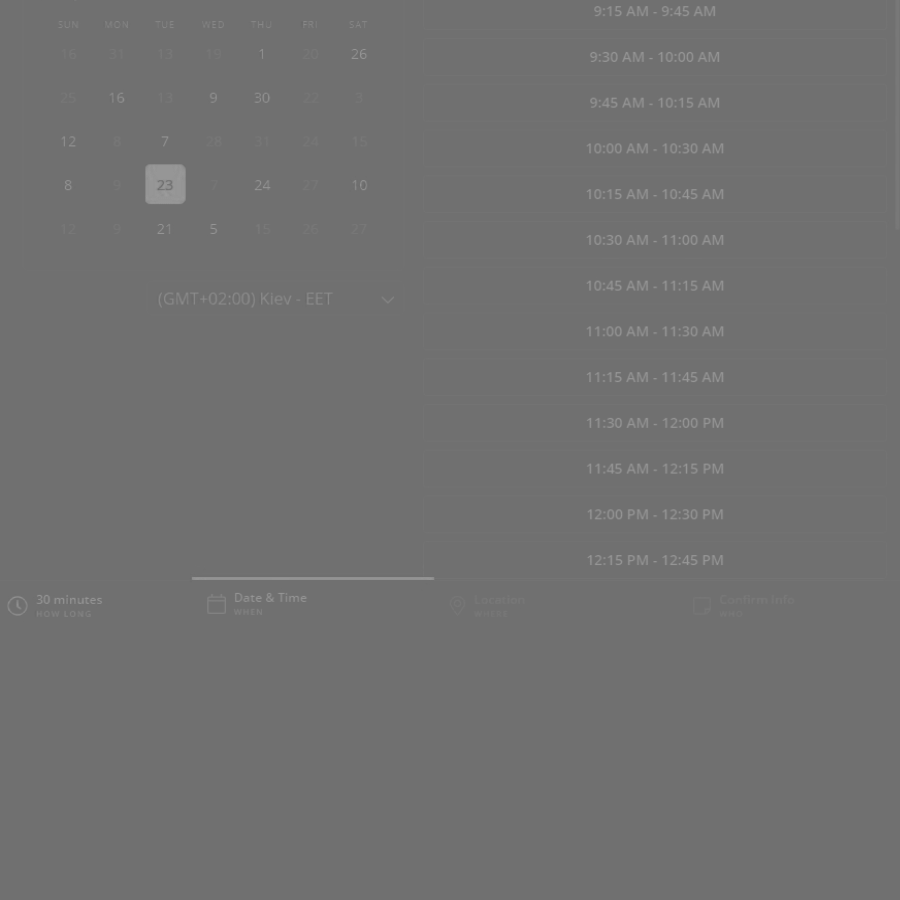 SUN MON TUE WED THU FRI SAT
16 31 13 19 1 20 26
25 16 13 9 30 22 3
12 7 28 31 24 15
8 23 7 24 27 10
12 9 21 5 15 26 27
(GMT+02:00) Kiev - EET
9:15 AM - 9:45 AM
9:30 AM - 10:00 AM
9:45 AM - 10:15 AM
10:00 AM - 10:30 AM
10:15 AM - 10:45 AM
10:30 AM - 11:00 AM
10:45 AM - 11:15 AM
11:00 AM - 11:30 AM
11:15 AM - 11:45 AM
11:30 AM - 12:00 PM
11:45 AM - 12:15 PM
12:00 PM - 12:30 PM
12:15 PM - 12:45 PM
30 minutes
HOW LONG
Date & Time
WHEN
Location
WHERE
Confirm Info
WHO